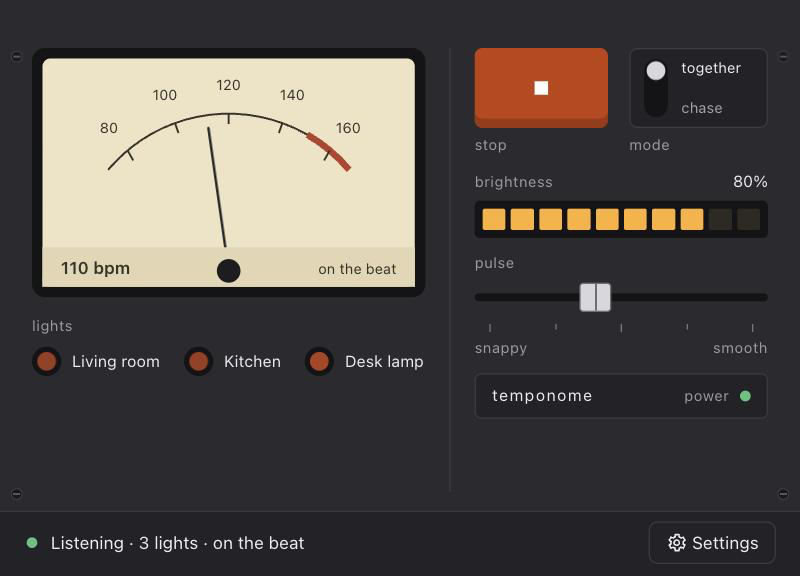 80
100
120
140
160
110 bpm
on the beat
lights
Living room
Kitchen
Desk lamp
stop
together
chase
mode
brightness
80%
pulse
snappy
smooth
temponome
power
Listening · 3 lights · on the beat
Settings